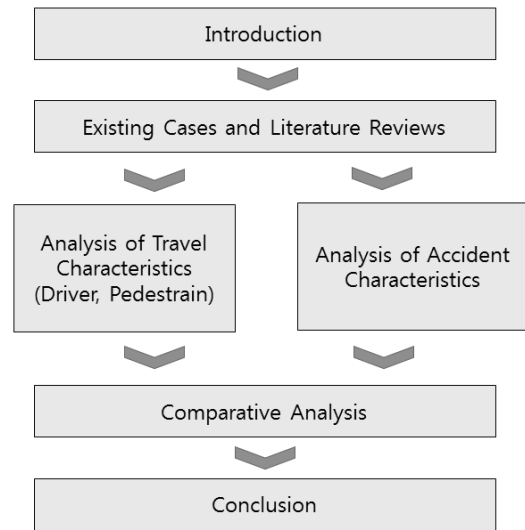 Introduction
Existing Cases and Literature Reviews
Analysis of Travel
Characteristics
(Driver, Pedestrain)
Analysis of Accident
Characteristics
Comparative Analysis
Conclusion